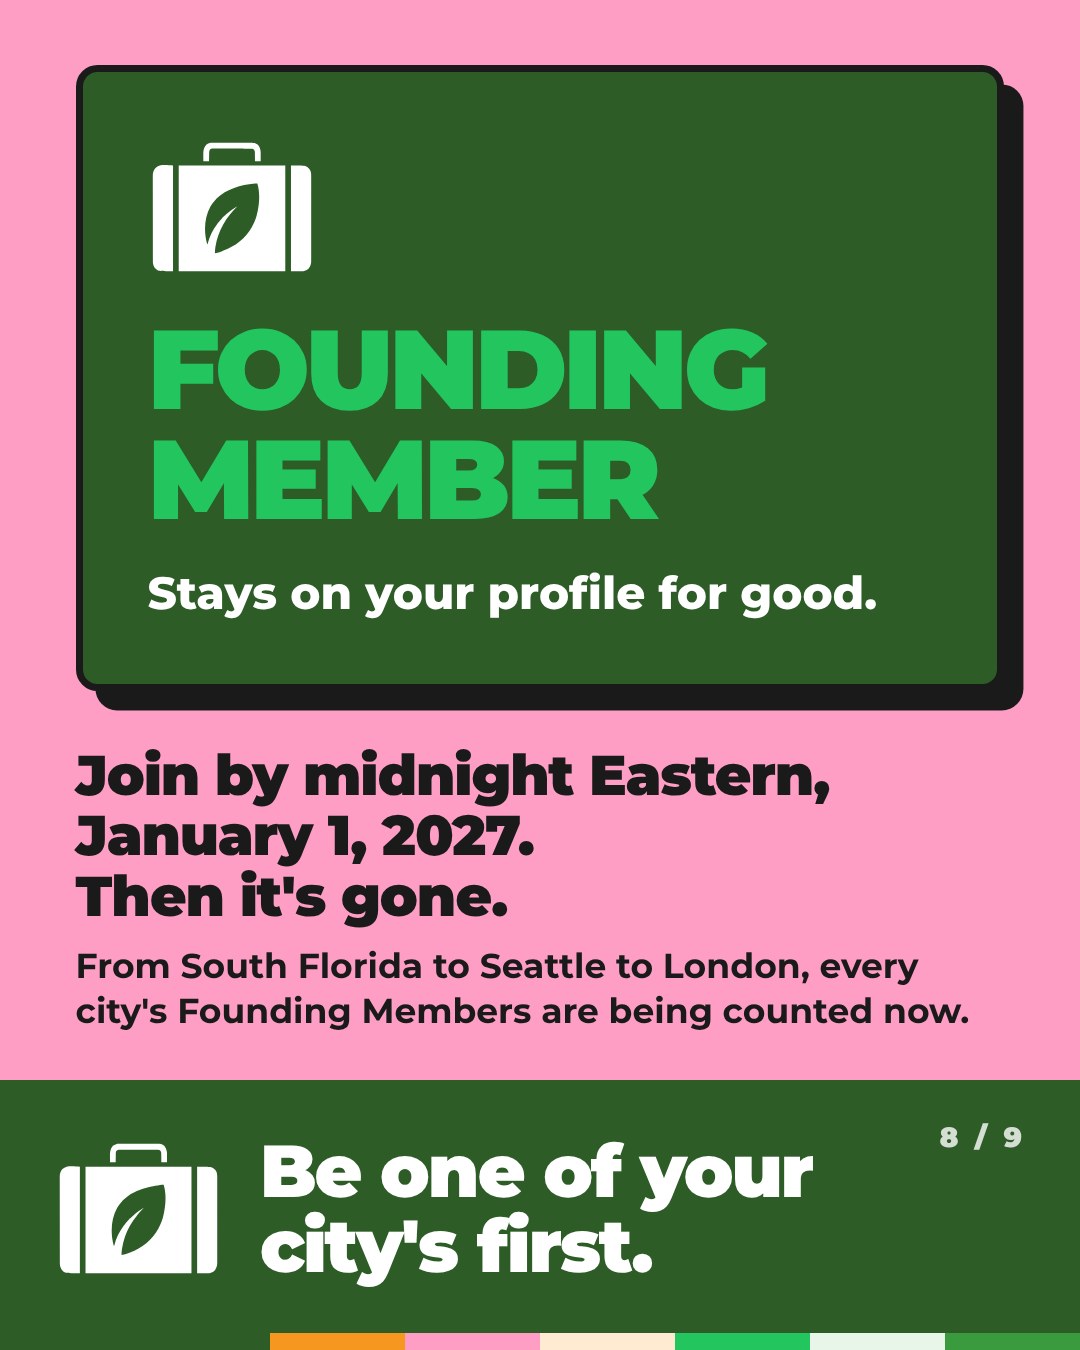 FOUNDING
MEMBER
Stays on your profile for good.
Join by midnight Eastern,
January 1, 2027.
Then it's gone.
From South Florida to Seattle to London, every
city's Founding Members are being counted now.
8 / 9
Be one of your
city's first.